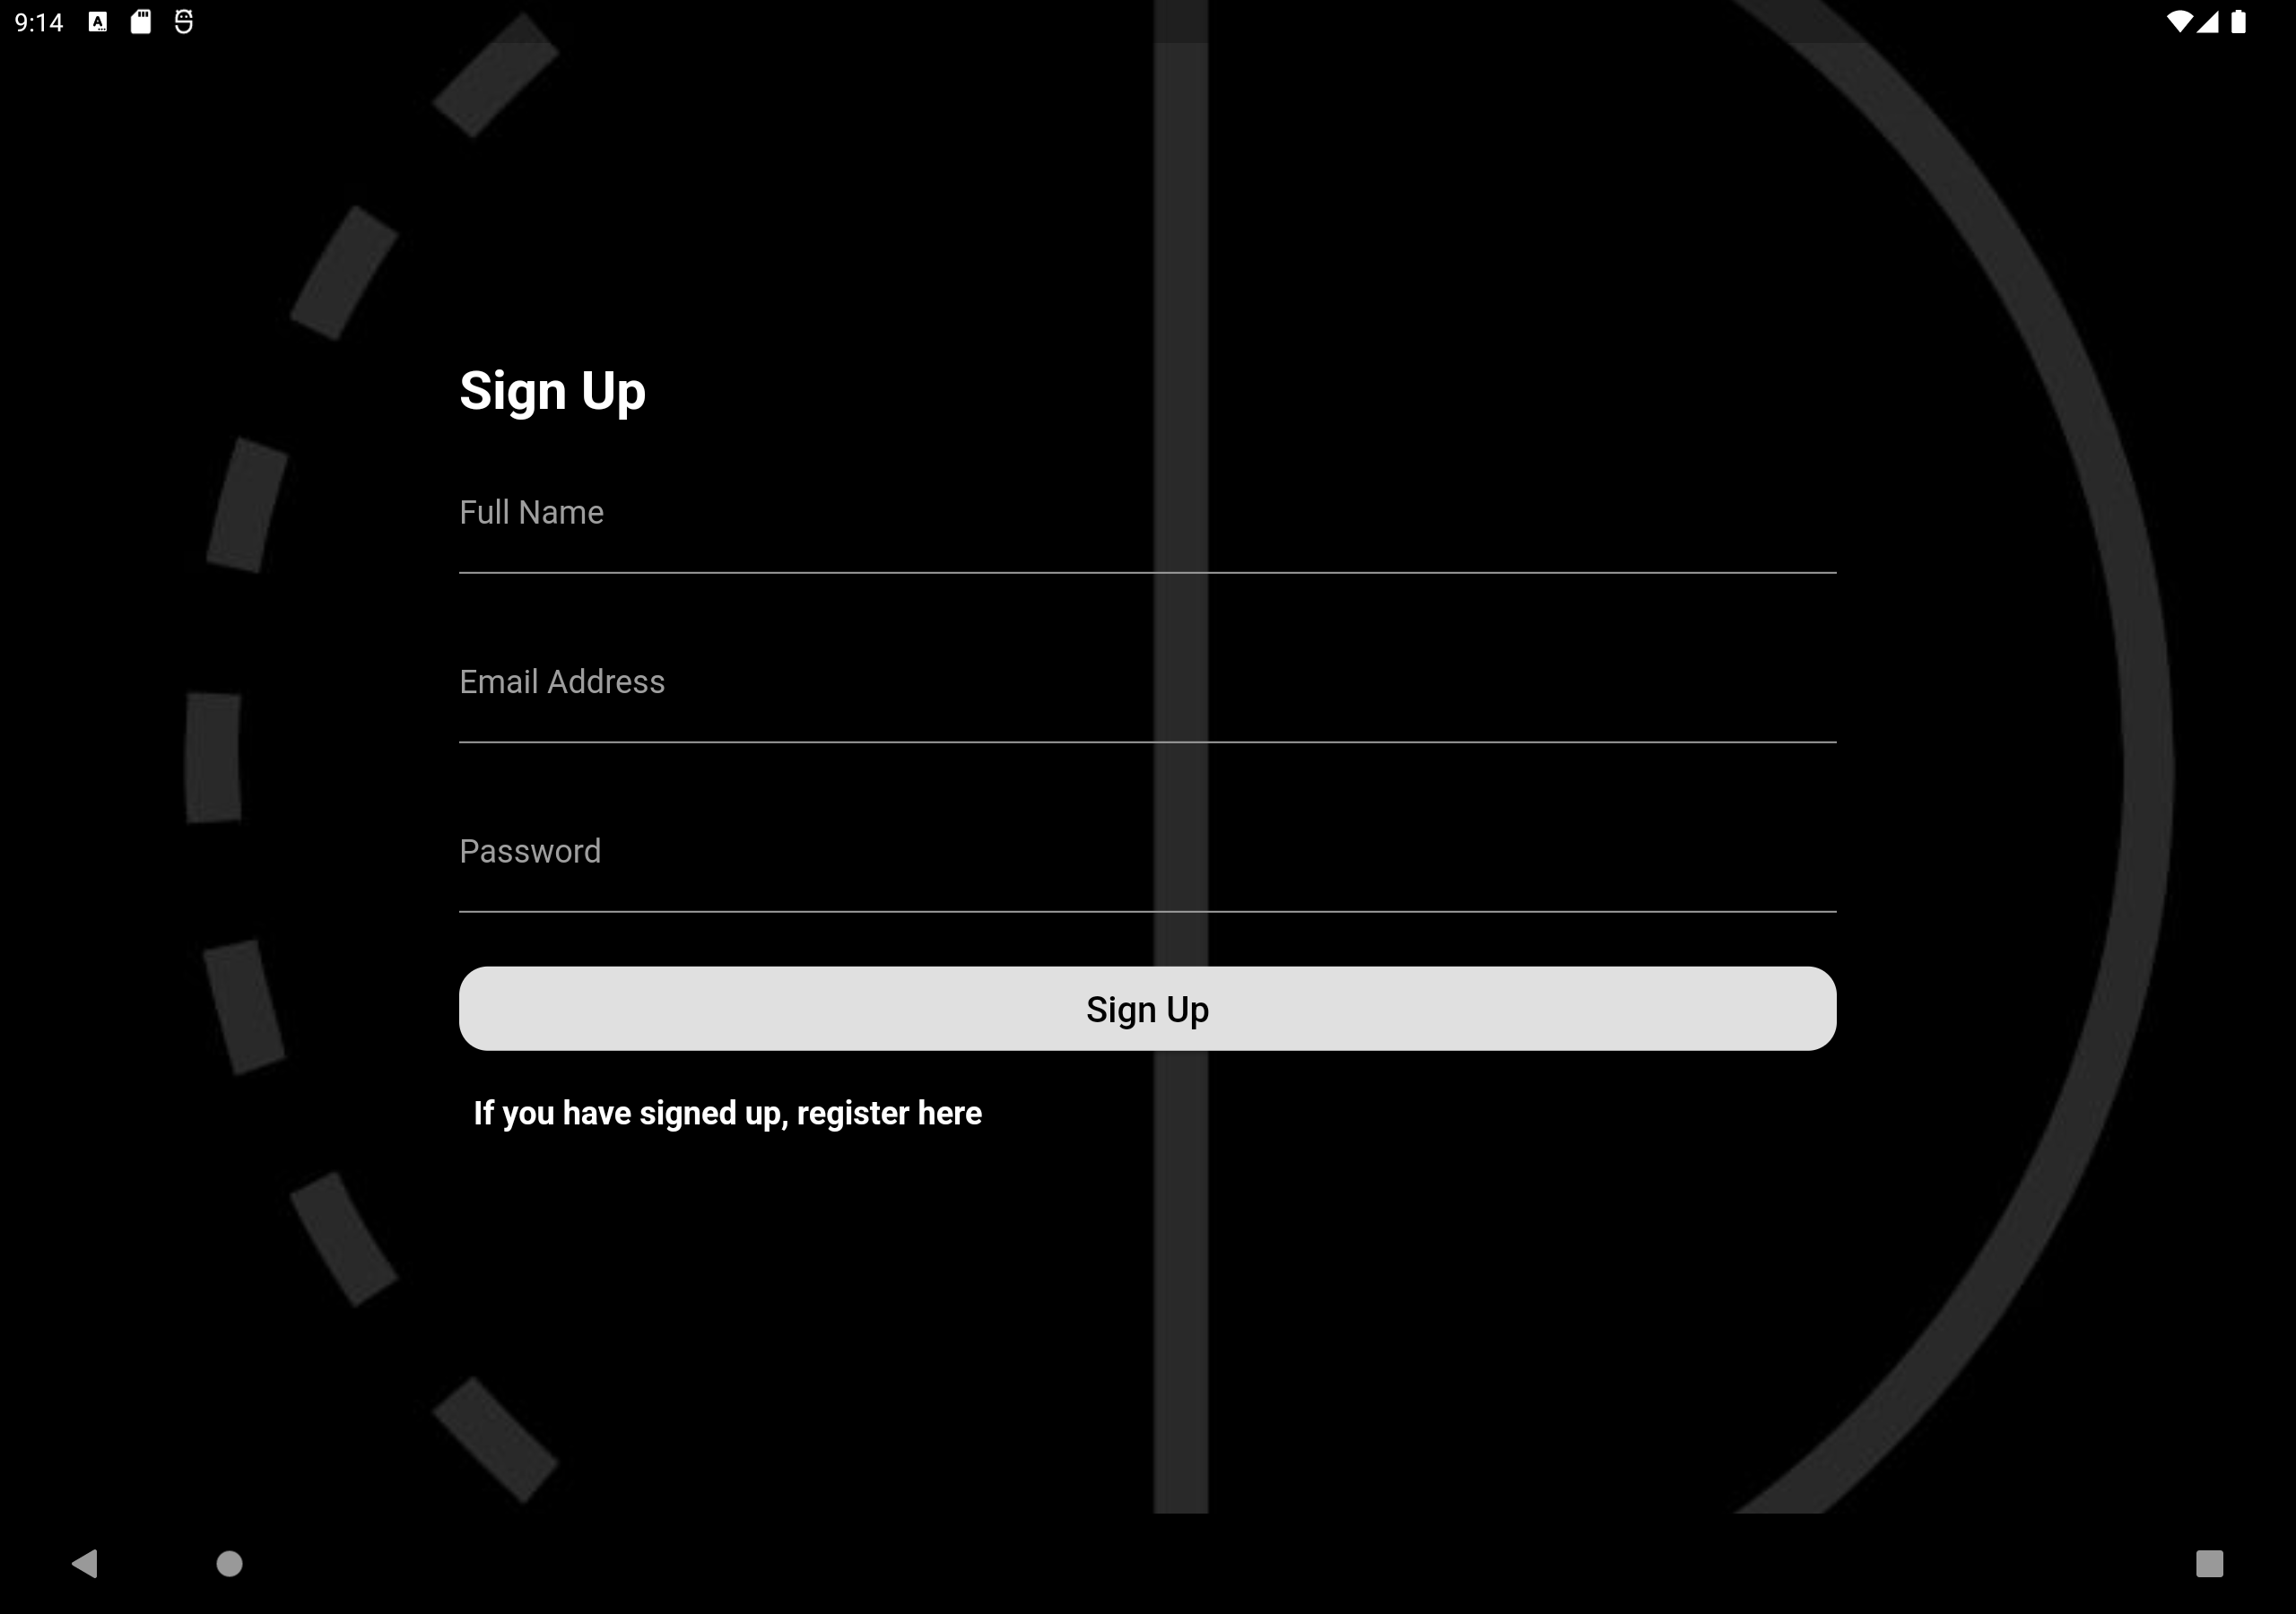 9:14
Sign Up
Full Name
Email Address
Password
Sign Up
If you have signed up, register here